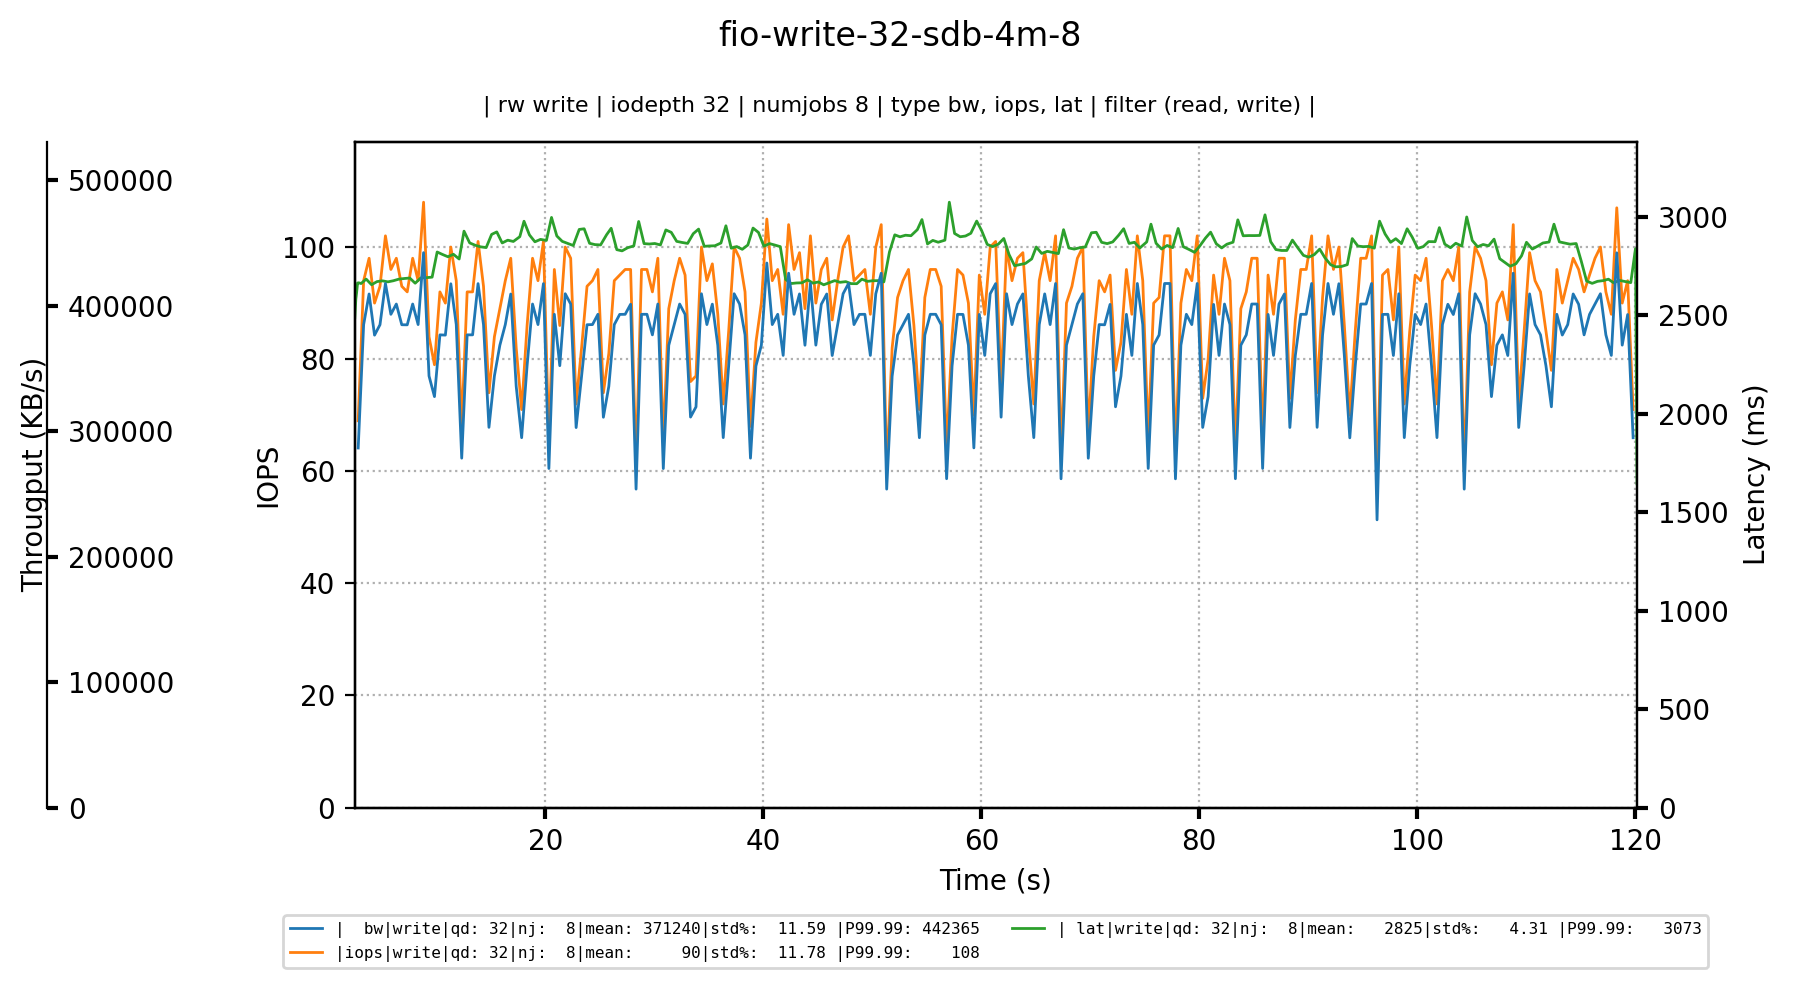 fio-write-32-sdb-4m-8
| rw write | iodepth 32 | numjobs 8 | type bw, iops, lat | filter (read, write) |
Througput (KB/s)
500000
400000
300000
200000
100000
0
IOPS
100
80
60
40
20
0
3000
2500
2000
1500
1000
500
0
Latency (ms)
20 40 60 80 100 120
Time (s)
|  bw|write|qd: 32|nj:  8|mean: 371240|std%:  11.59 |P99.99: 442365
|iops|write|qd: 32|nj:  8|mean:     90|std%:  11.78 |P99.99:    108
| lat|write|qd: 32|nj:  8|mean:   2825|std%:   4.31 |P99.99:   3073